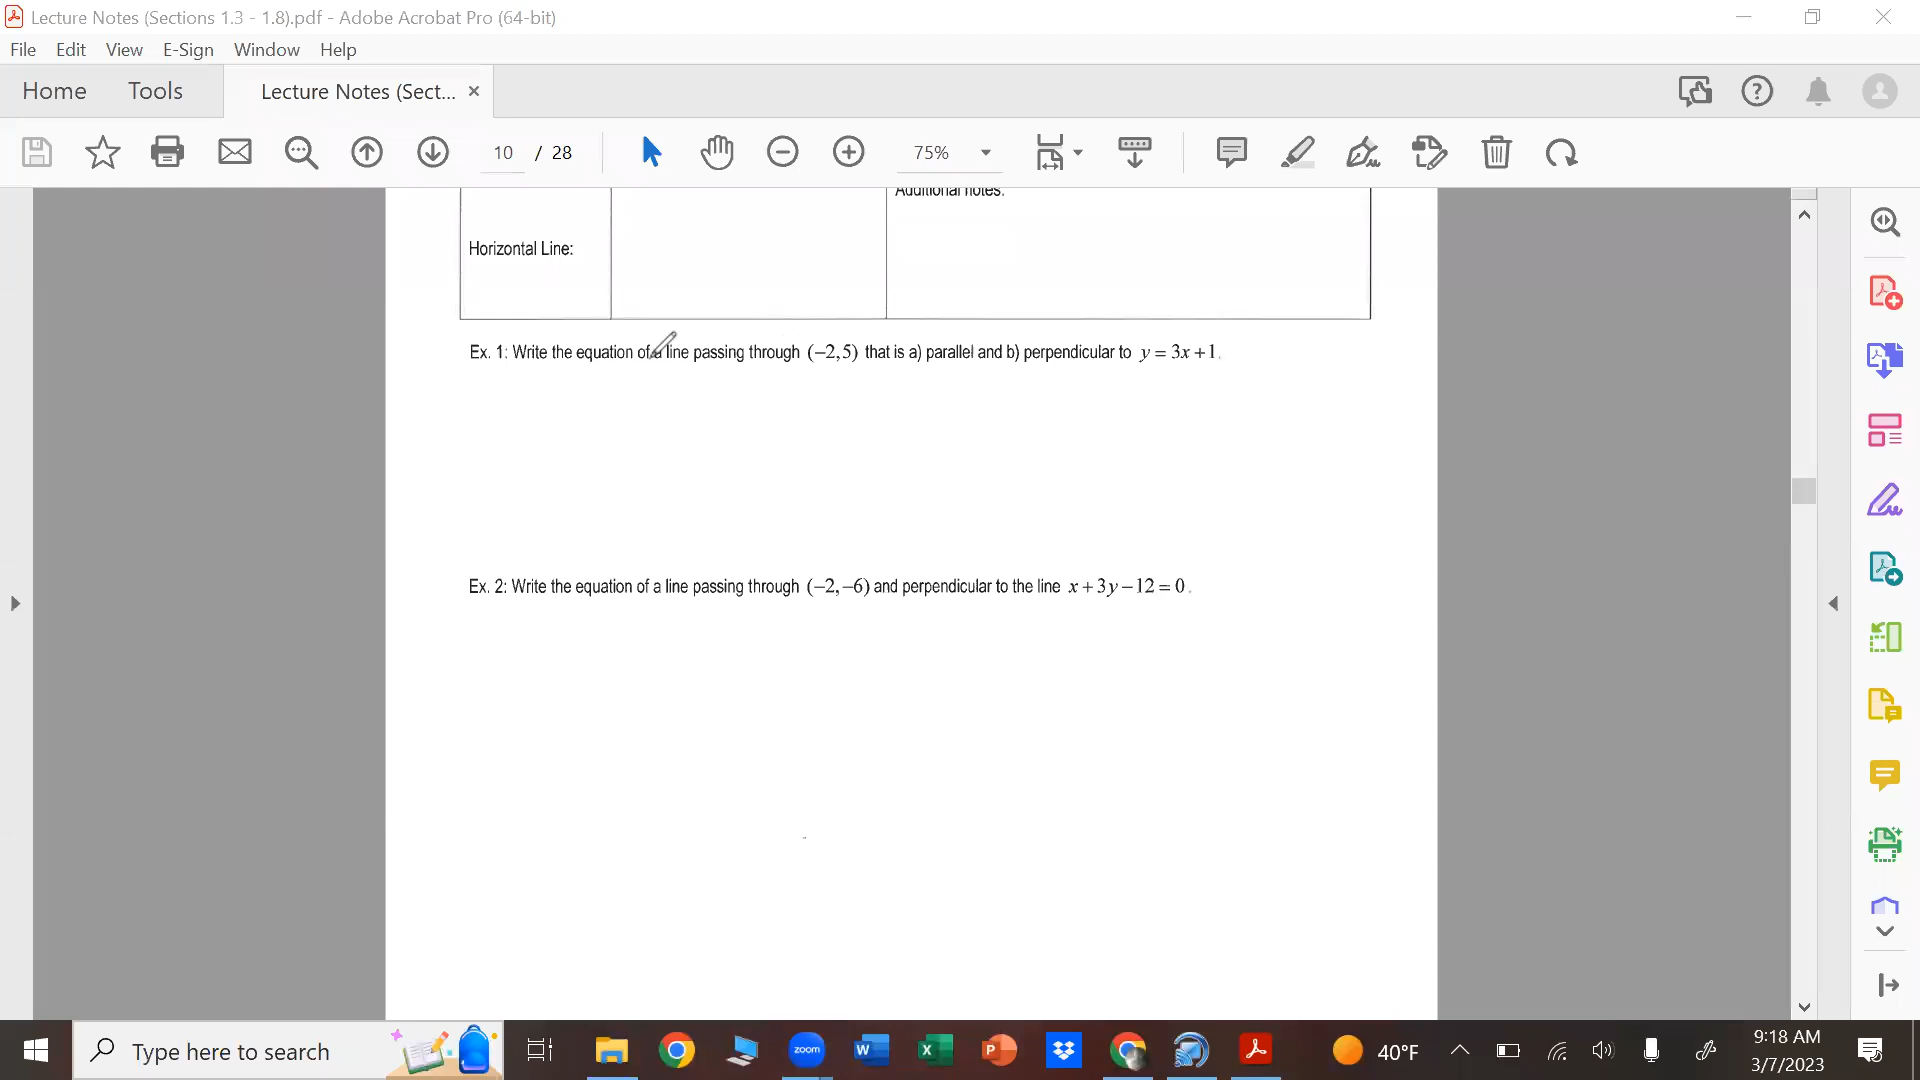 Lecture Notes (Sections 1.3 - 1.8).pdf - Adobe Acrobat Pro (64-bit)
File Edit View E-Sign Window Help
Home Tools Lecture Notes (Sect... ×
10 / 28 75%
Additional notes:
Horizontal Line:
Ex. 1: Write the equation of a line passing through (−2,5) that is a) parallel and b) perpendicular to y = 3x + 1.
Ex. 2: Write the equation of a line passing through (−2,−6) and perpendicular to the line x + 3y − 12 = 0.
Type here to search
zoom
40°F
9:18 AM
3/7/2023